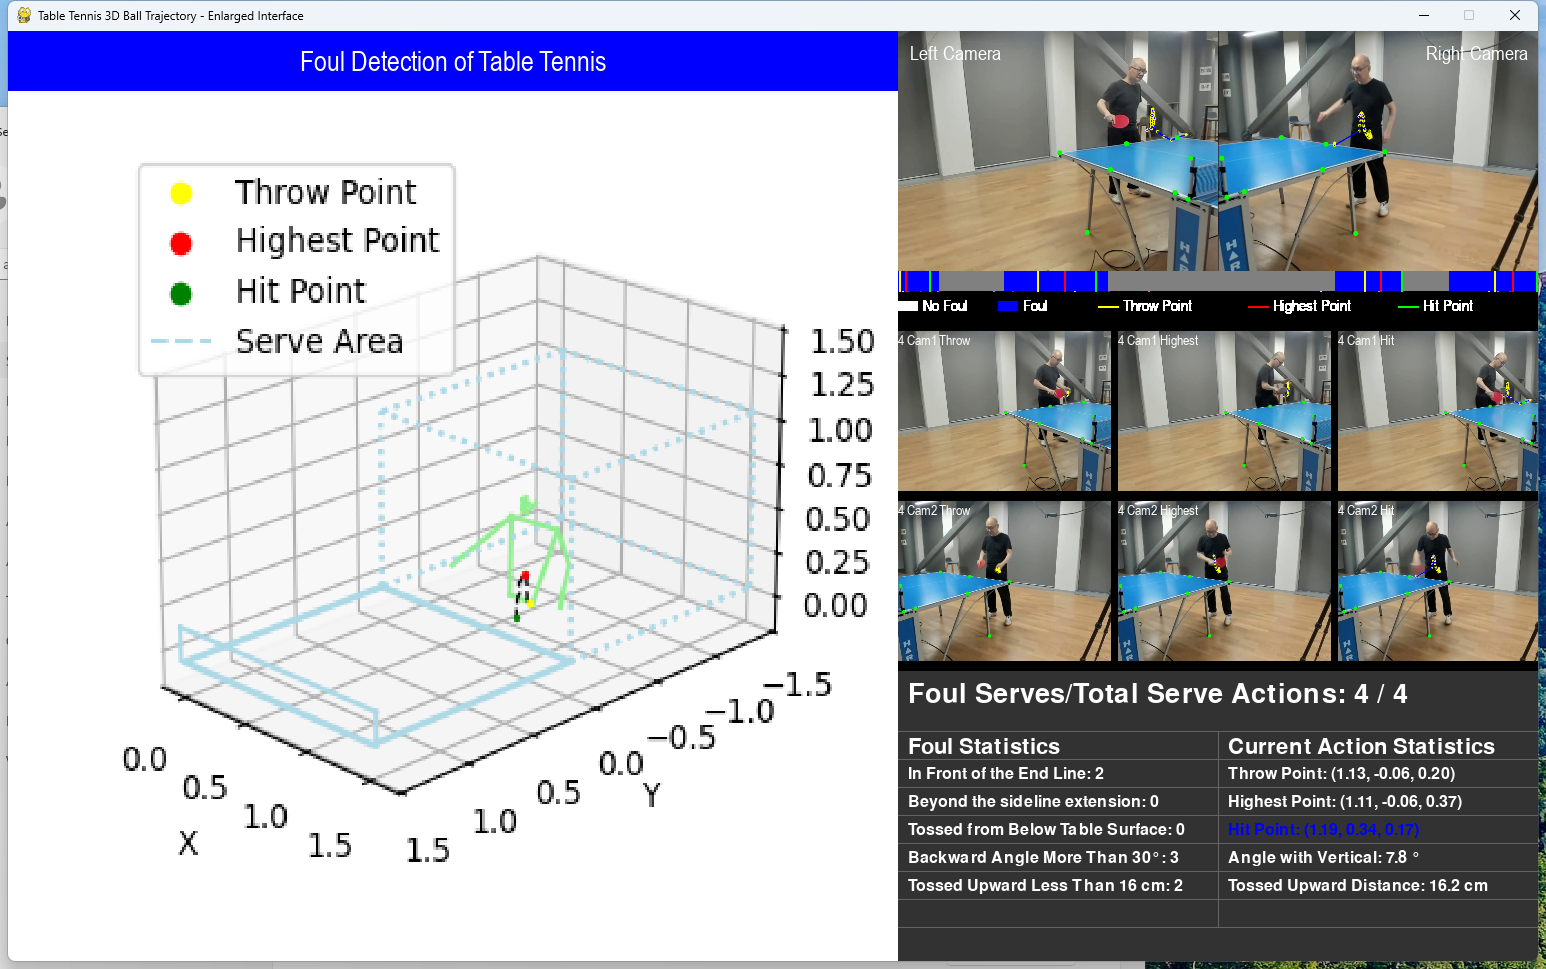 Table Tennis 3D Ball Trajectory - Enlarged Interface
Foul Detection of Table Tennis
Throw Point
Highest Point
Hit Point
Serve Area
1.50
1.25
1.00
0.75
0.50
0.25
0.00
−1.5
−1.0
−0.5
0.0
0.5
1.0
1.5
Y
0.0
0.5
1.0
1.5
X
Left Camera
Right Camera
No Foul
Foul
Throw Point
Highest Point
Hit Point
4 Cam1 Throw
4 Cam1 Highest
4 Cam1 Hit
4 Cam2 Throw
4 Cam2 Highest
4 Cam2 Hit
Foul Serves/Total Serve Actions: 4 / 4
Foul Statistics
In Front of the End Line: 2
Beyond the sideline extension: 0
Tossed from Below Table Surface: 0
Backward Angle More Than 30°: 3
Tossed Upward Less Than 16 cm: 2
Current Action Statistics
Throw Point: (1.13, -0.06, 0.20)
Highest Point: (1.11, -0.06, 0.37)
Hit Point: (1.19, 0.34, 0.17)
Angle with Vertical: 7.8 °
Tossed Upward Distance: 16.2 cm